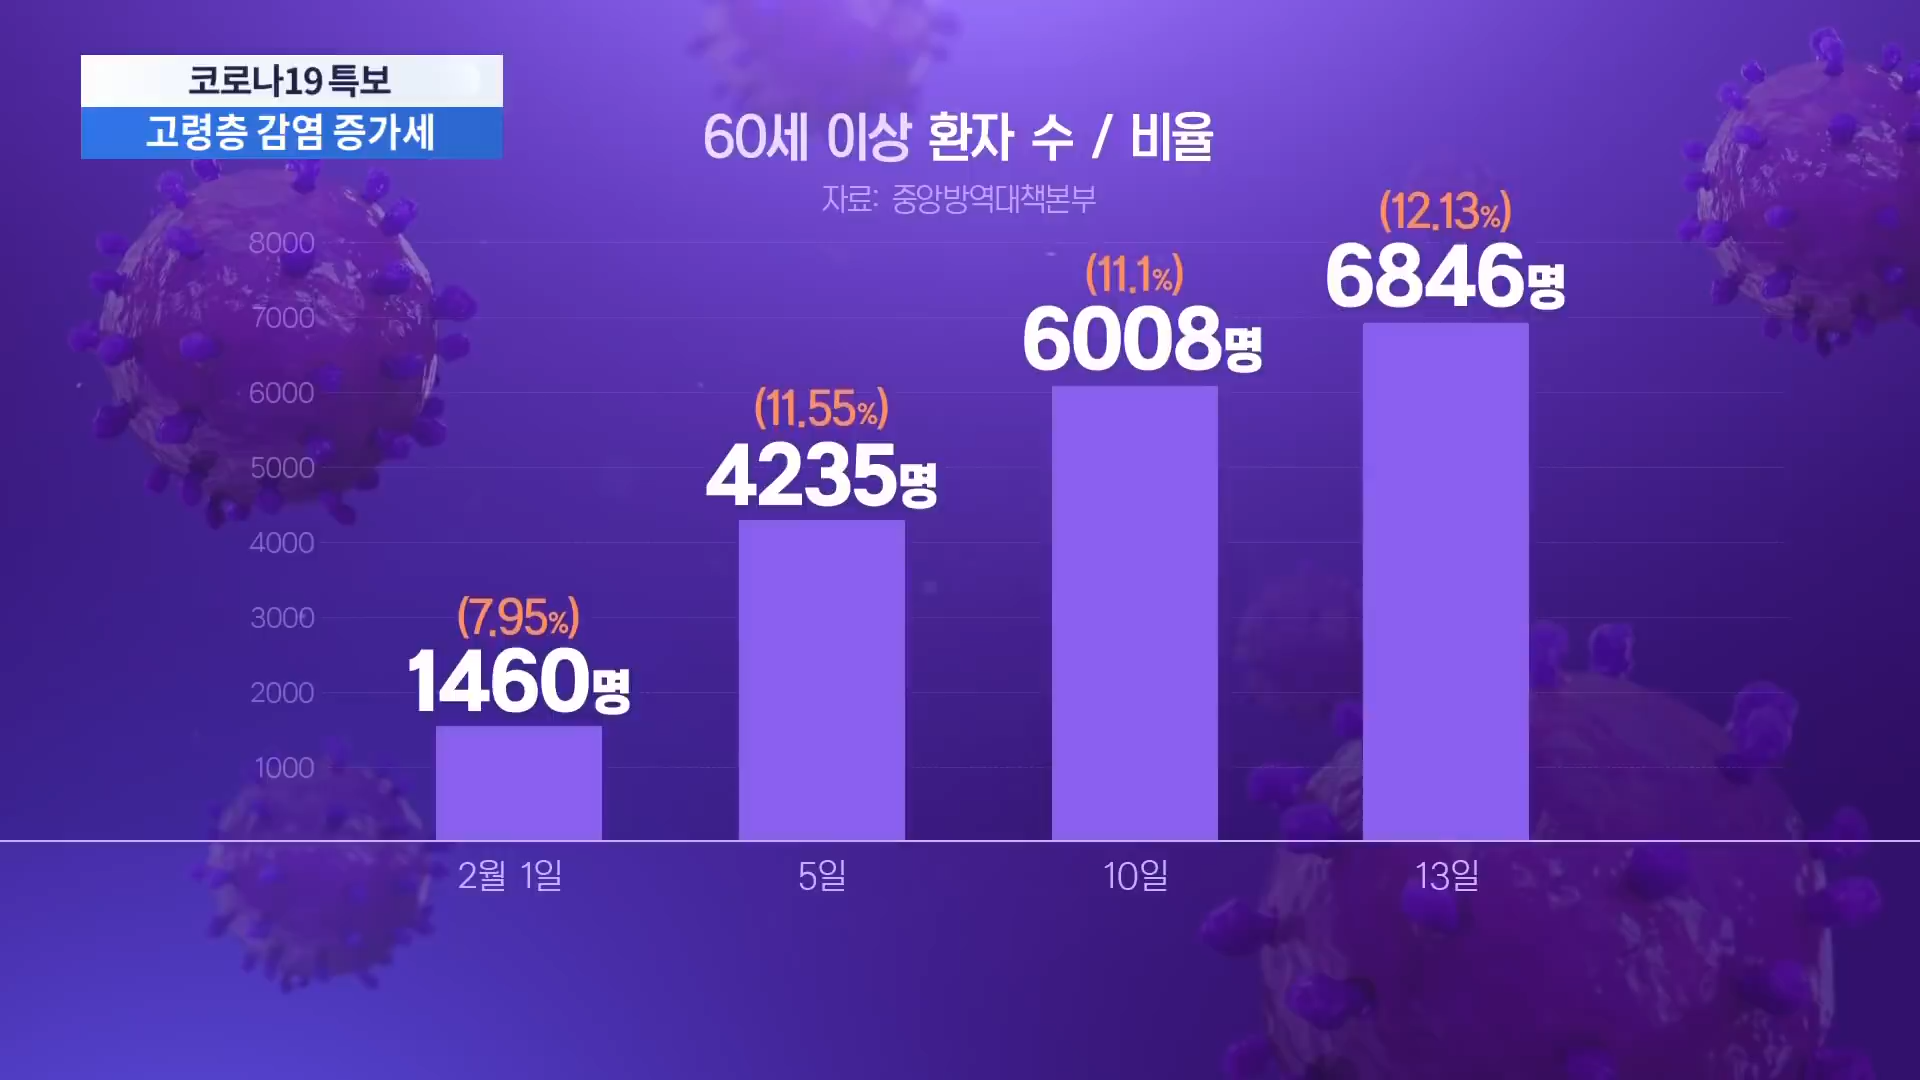 코로나19 특보
고령층 감염 증가세
60세 이상 환자 수 / 비율
자료: 중앙방역대책본부
8000
7000
6000
5000
4000
3000
2000
1000
(7.95%)
1460명
(11.55%)
4235명
(11.1%)
6008명
(12.13%)
6846명
2월 1일
5일
10일
13일